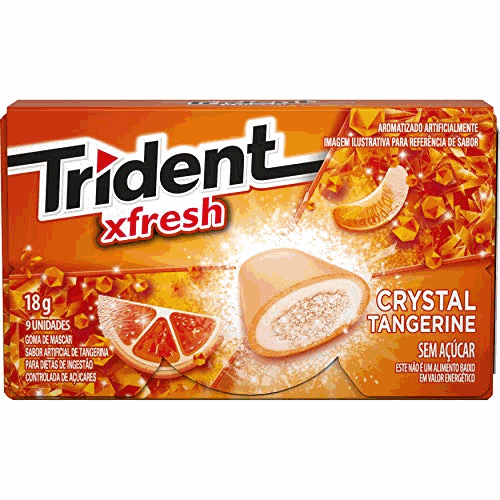 Trident
xfresh
AROMATIZADO ARTIFICIALMENTE
IMAGEM ILUSTRATIVA PARA REFERÊNCIA DE SABOR
18g
9 UNIDADES
GOMA DE MASCAR
SABOR ARTIFICIAL DE TANGERINA
PARA DIETAS DE INGESTÃO
CONTROLADA DE AÇÚCARES
CRYSTAL
TANGERINE
SEM AÇÚCAR
ESTE NÃO É UM ALIMENTO BAIXO
EM VALOR ENERGÉTICO